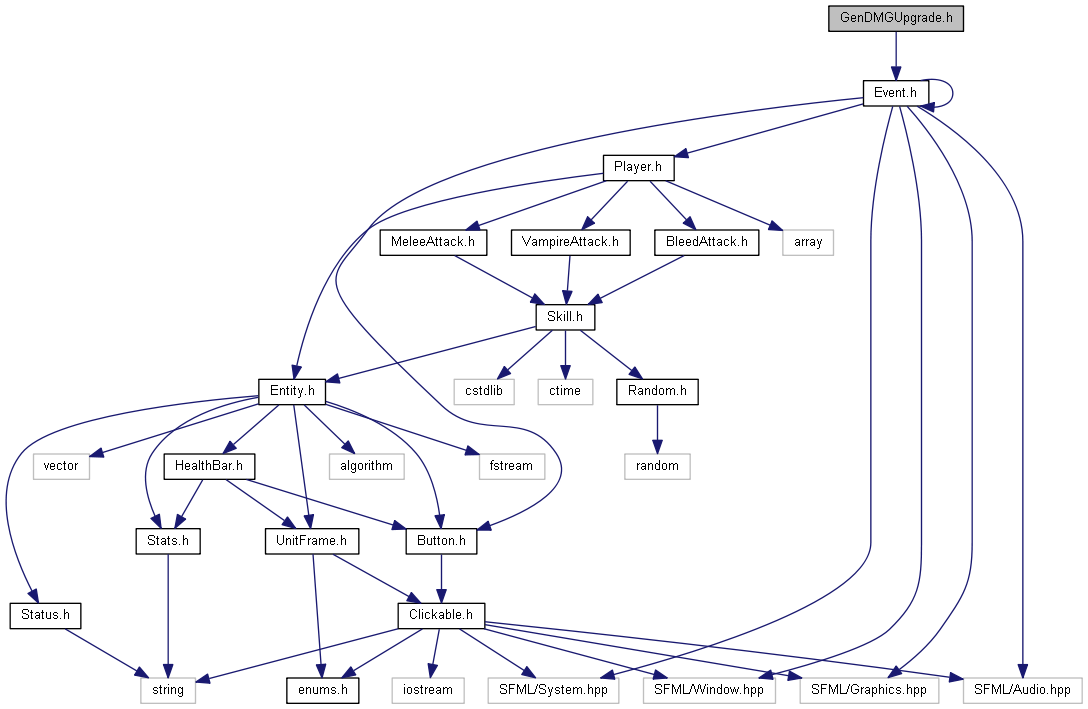 GenDMGUpgrade.h
Event.h
Player.h
MeleeAttack.h
VampireAttack.h
BleedAttack.h
array
Skill.h
Entity.h
cstdlib
ctime
Random.h
vector
HealthBar.h
algorithm
fstream
random
Stats.h
UnitFrame.h
Button.h
Status.h
Clickable.h
string
enums.h
iostream
SFML/System.hpp
SFML/Window.hpp
SFML/Graphics.hpp
SFML/Audio.hpp